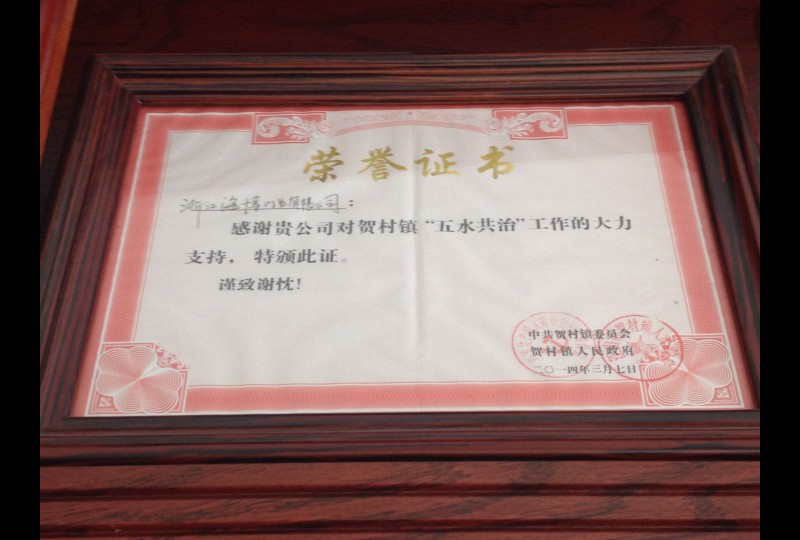 荣誉证书
浙江海博门业有限公司：
感谢贵公司对贺村镇“五水共治”工作的大力
支持，特颁此证。
谨致谢忱！
中共贺村镇委员会
贺村镇人民政府
二〇一四年三月七日